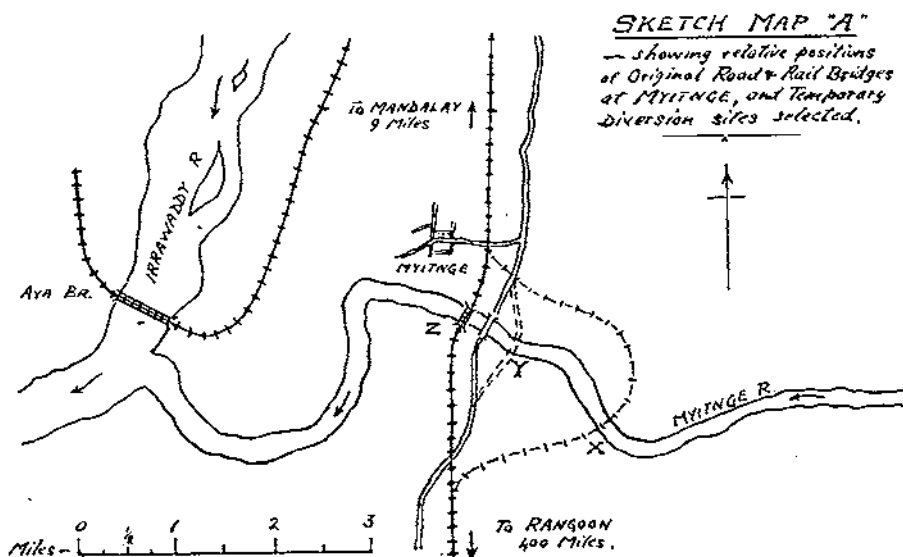 SKETCH MAP "A"
— showing relative positions
of Original Road & Rail Bridges
at MYITNGE, and Temporary
Diversion sites selected.
TO MANDALAY
9 Miles
IRRAWADDY R
MYITNGE
AVA BR.
Z
Y
X
MYITNGE R.
0 ½ 1 2 3
Miles —
TO RANGOON
400 Miles.